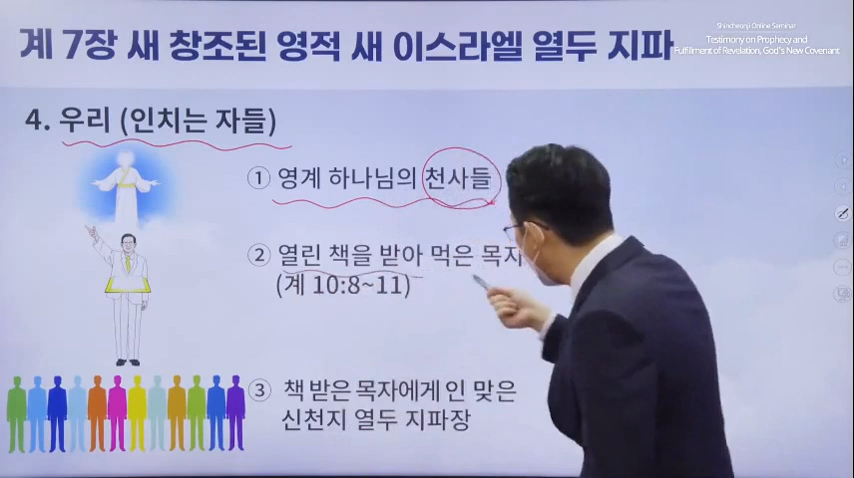 계 7장 새 창조된 영적 새 이스라엘 열두 지파
Shincheonji Online Seminar
Testimony on Prophecy and
Fulfillment of Revelation, God's New Covenant
4. 우리 (인치는 자들)
① 영계 하나님의 천사들
② 열린 책을 받아 먹은 목자
(계 10:8~11)
③ 책 받은 목자에게 인 맞은
신천지 열두 지파장